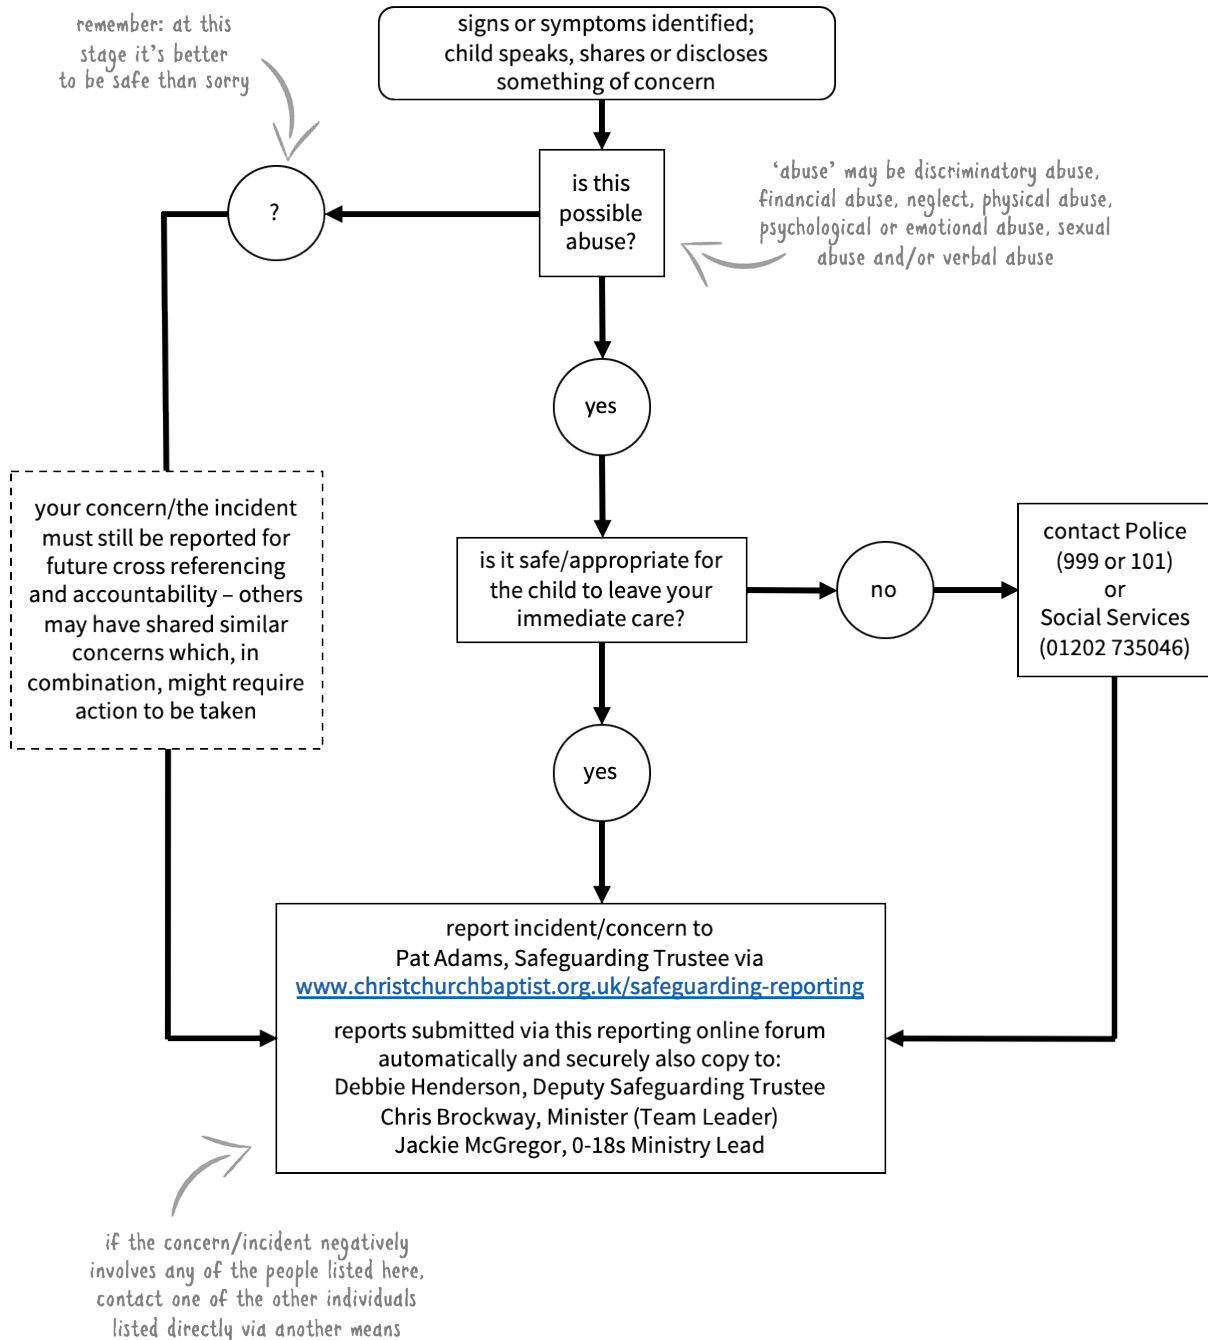 remember: at this
stage it's better
to be safe than sorry
signs or symptoms identified;
child speaks, shares or discloses
something of concern
?
is this
possible
abuse?
'abuse' may be discriminatory abuse,
financial abuse, neglect, physical abuse,
psychological or emotional abuse, sexual
abuse and/or verbal abuse
yes
your concern/the incident
must still be reported for
future cross referencing
and accountability – others
may have shared similar
concerns which, in
combination, might require
action to be taken
is it safe/appropriate for
the child to leave your
immediate care?
no
contact Police
(999 or 101)
or
Social Services
(01202 735046)
yes
report incident/concern to
Pat Adams, Safeguarding Trustee via
www.christchurchbaptist.org.uk/safeguarding-reporting
reports submitted via this reporting online forum
automatically and securely also copy to:
Debbie Henderson, Deputy Safeguarding Trustee
Chris Brockway, Minister (Team Leader)
Jackie McGregor, 0-18s Ministry Lead
if the concern/incident negatively
involves any of the people listed here,
contact one of the other individuals
listed directly via another means